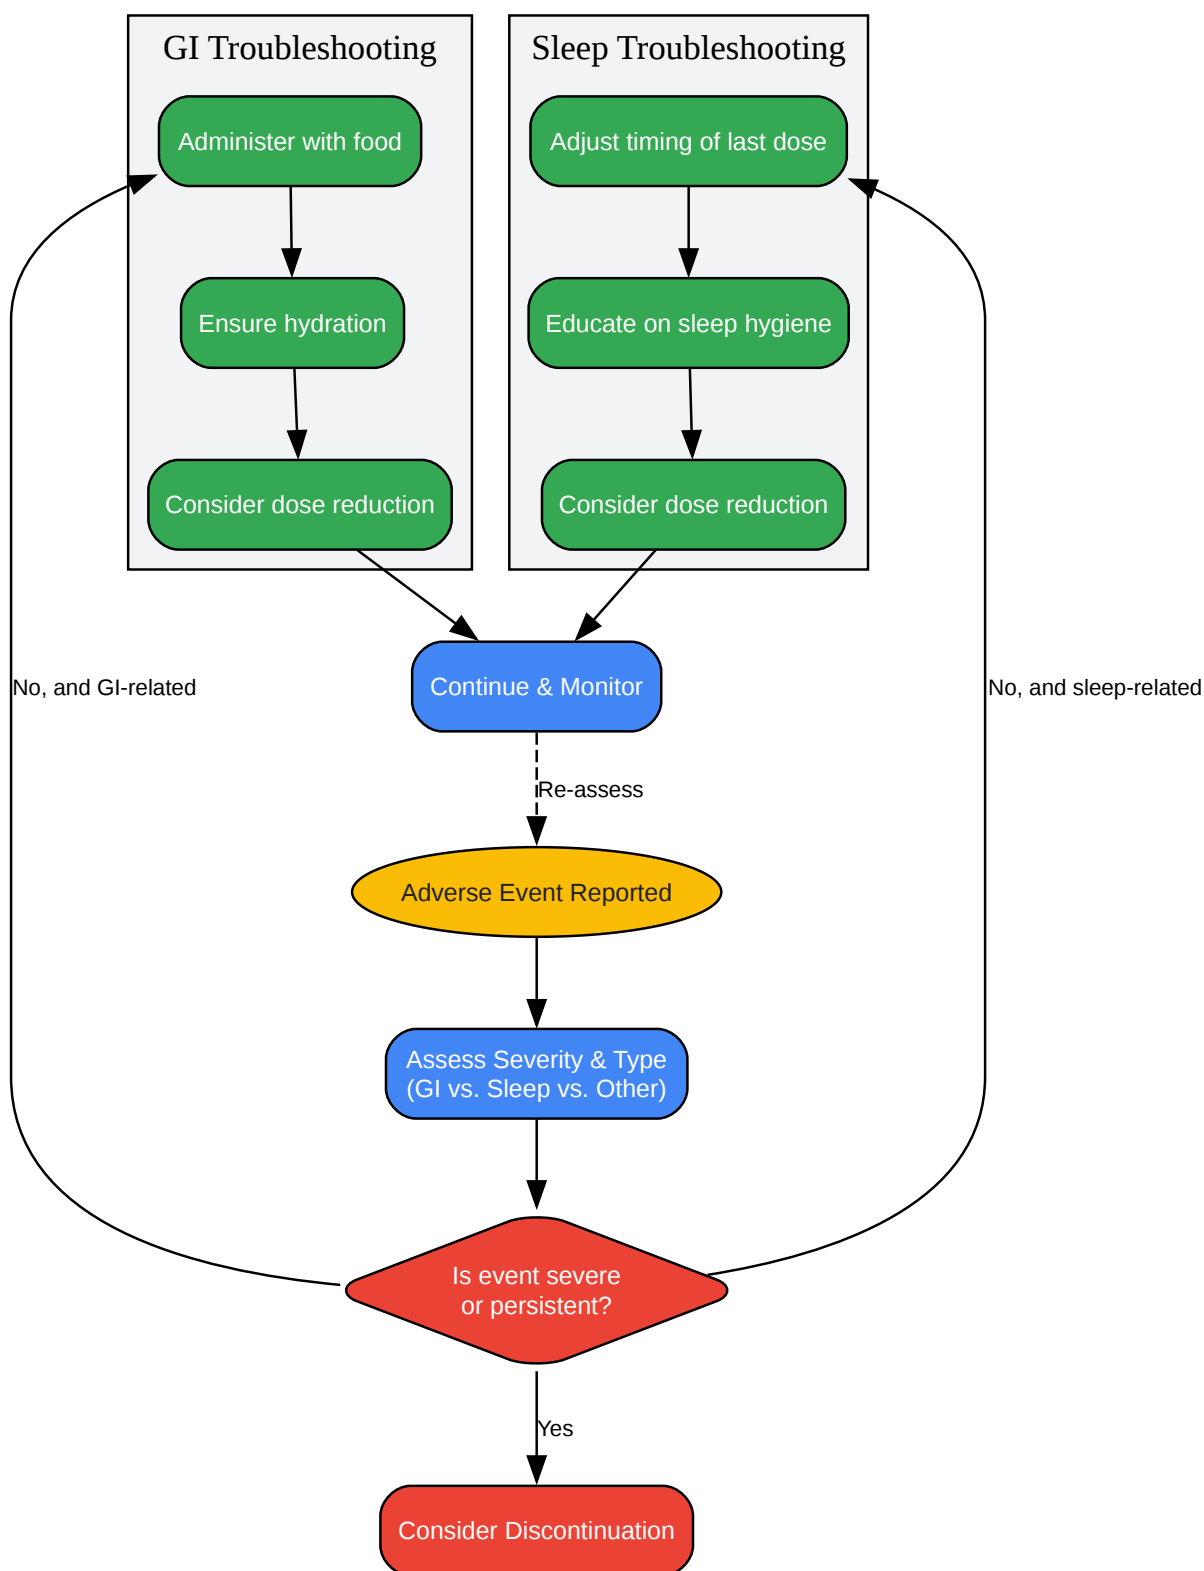 GI Troubleshooting
Sleep Troubleshooting
Administer with food
Adjust timing of last dose
Ensure hydration
Educate on sleep hygiene
Consider dose reduction
Consider dose reduction
Continue & Monitor
No, and GI-related
No, and sleep-related
Re-assess
Adverse Event Reported
Assess Severity & Type
(GI vs. Sleep vs. Other)
Is event severe
or persistent?
Yes
Consider Discontinuation